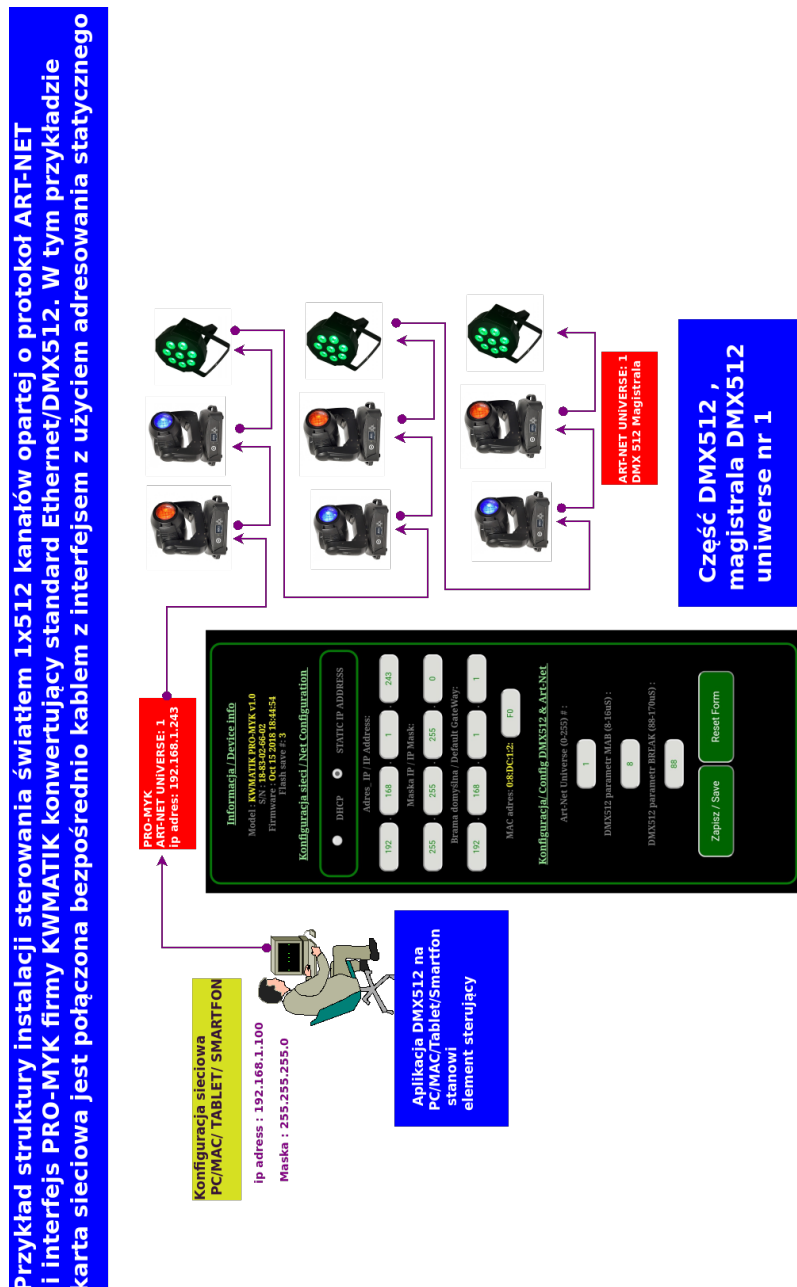 Przykład struktury instalacji sterowania światłem 1x512 kanałów opartej o protokoł ART-NET
i interfejs PRO-MYK firmy KWMATIK konwertujący standard Ethernet/DMX512. W tym przykładzie
karta sieciowa jest połączona bezpośrednio kablem z interfejsem z użyciem adresowania statycznego
Konfiguracja sieciowa
PC/MAC/ TABLET/ SMARTFON
ip adress : 192.168.1.100
Maska : 255.255.255.0
Aplikacja DMX512 na
PC/MAC/Tablet/Smartfon
stanowi
element sterujący
PRO-MYK
ART-NET UNiVERSE: 1
ip adres: 192.168.1.243
Informacja / Device info
Model : KWMATIK PRO-MYK v1.0
S/N : 18-83-02-66-02
Firmware : Oct 15 2018 18:44:54
Flash save #: 3
Konfiguracja sieci / Net Configuration
DHCP STATIC IP ADDRESS
Adres_IP / IP Address:
192 . 168 . 1 . 243
Maska IP / IP Mask:
255 . 255 . 255 . 0
Brama domyślna / Default GateWay:
192 . 168 . 1 . 1
MAC adres: 0:8:DC:1:2: F0
Konfiguracja/ Config DMX512 & Art-Net
Art-Net Universe (0-255) # :
1
DMX512 parametr MAB (8-16uS) :
8
DMX512 parametr BREAK (88-170uS) :
88
Zapisz / Save Reset Form
ART-NET UNiVERSE: 1
DMX 512 Magistrala
Część DMX512 ,
magistrala DMX512
uniwerse nr 1